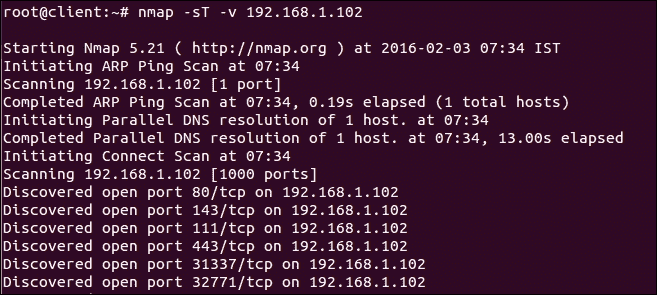 root@client:~# nmap -sT -v 192.168.1.102
Starting Nmap 5.21 ( http://nmap.org ) at 2016-02-03 07:34 IST
Initiating ARP Ping Scan at 07:34
Scanning 192.168.1.102 [1 port]
Completed ARP Ping Scan at 07:34, 0.19s elapsed (1 total hosts)
Initiating Parallel DNS resolution of 1 host. at 07:34
Completed Parallel DNS resolution of 1 host. at 07:34, 13.00s elapsed
Initiating Connect Scan at 07:34
Scanning 192.168.1.102 [1000 ports]
Discovered open port 80/tcp on 192.168.1.102
Discovered open port 143/tcp on 192.168.1.102
Discovered open port 111/tcp on 192.168.1.102
Discovered open port 443/tcp on 192.168.1.102
Discovered open port 31337/tcp on 192.168.1.102
Discovered open port 32771/tcp on 192.168.1.102